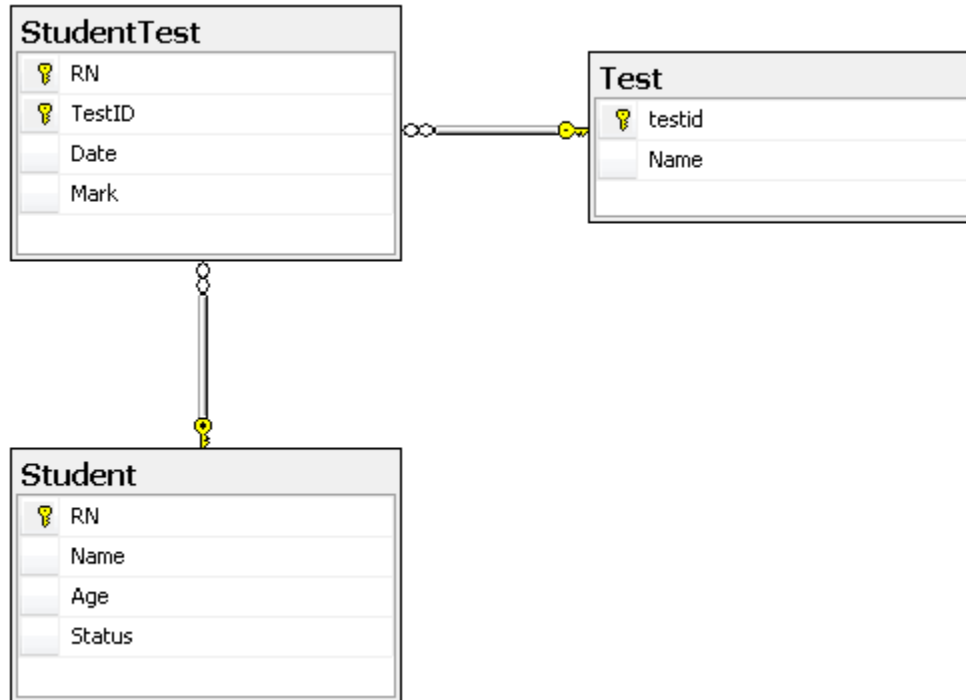 StudentTest
RN
TestID
Date
Mark
Test
testid
Name
Student
RN
Name
Age
Status